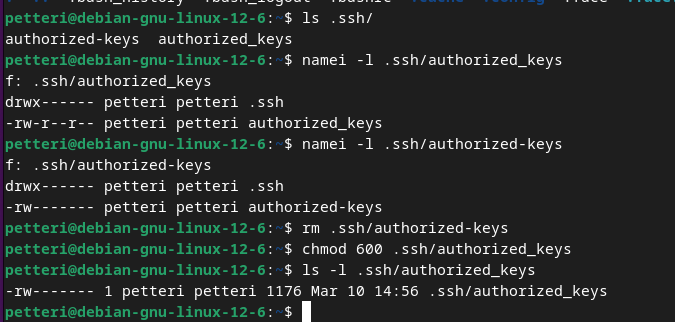 petteri@debian-gnu-linux-12-6:~$ ls .ssh/
authorized-keys  authorized_keys
petteri@debian-gnu-linux-12-6:~$ namei -l .ssh/authorized_keys
f: .ssh/authorized_keys
drwx------ petteri petteri .ssh
-rw-r--r-- petteri petteri authorized_keys
petteri@debian-gnu-linux-12-6:~$ namei -l .ssh/authorized-keys
f: .ssh/authorized-keys
drwx------ petteri petteri .ssh
-rw------- petteri petteri authorized-keys
petteri@debian-gnu-linux-12-6:~$ rm .ssh/authorized-keys
petteri@debian-gnu-linux-12-6:~$ chmod 600 .ssh/authorized_keys
petteri@debian-gnu-linux-12-6:~$ ls -l .ssh/authorized_keys
-rw------- 1 petteri petteri 1176 Mar 10 14:56 .ssh/authorized_keys
petteri@debian-gnu-linux-12-6:~$